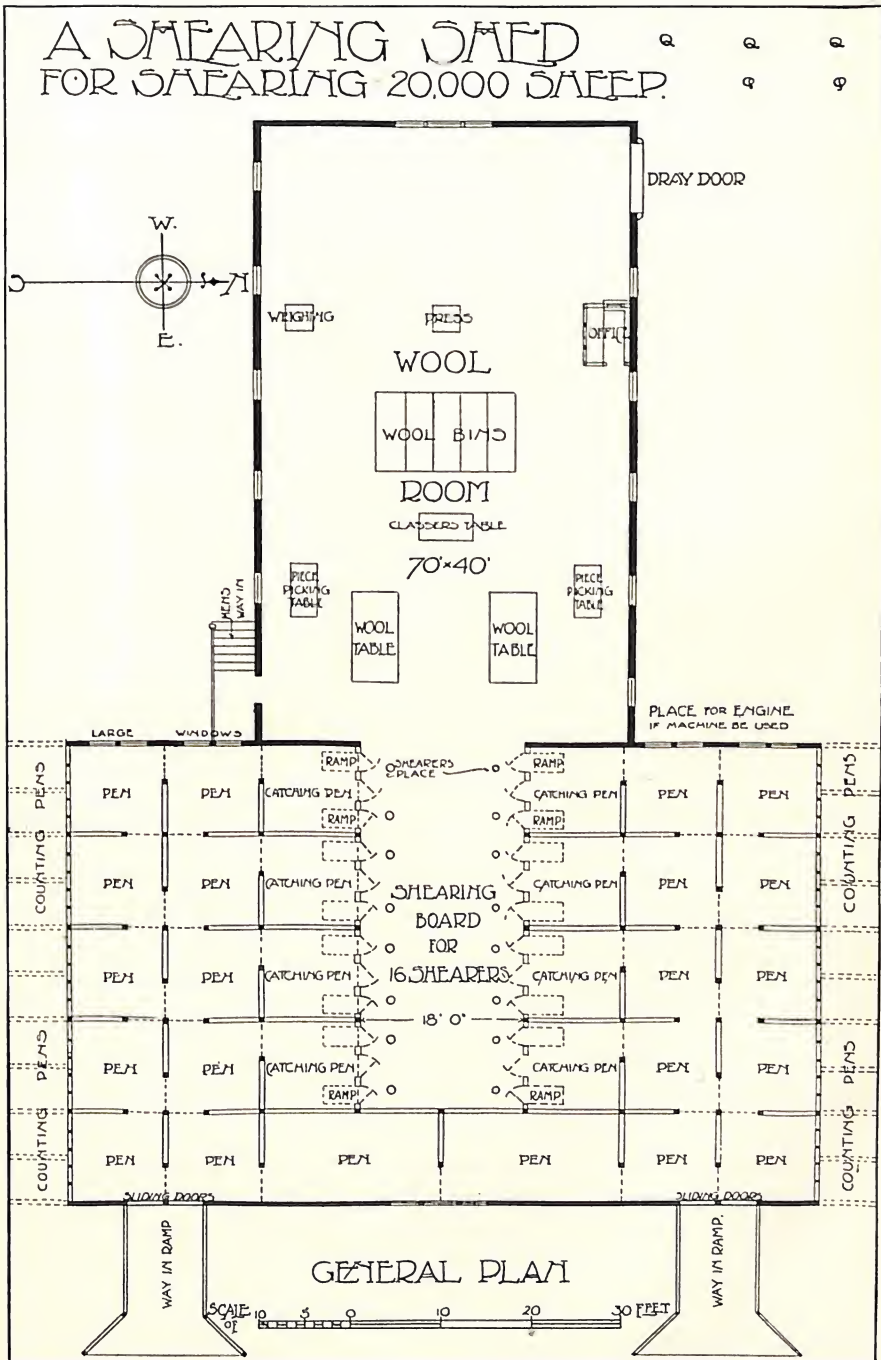 A SHEARING SHED
FOR SHEARING 20,000 SHEEP.
DRAY DOOR
W.
N
E.
WEIGHING
PRESS
OFFICE
WOOL
WOOL BINS
ROOM
CLASSERS TABLE
70' × 40'
PIECE
PICKING
TABLE
PIECE
PICKING
TABLE
MENS
WAY IN
WOOL
TABLE
WOOL
TABLE
PLACE FOR ENGINE
IF MACHINE BE USED
LARGE WINDOWS
RAMP
SHEARERS
PLACE
RAMP
COUNTING PENS
PEN PEN CATCHING PEN
CATCHING PEN PEN PEN
COUNTING PENS
RAMP
RAMP
PEN PEN CATCHING PEN
SHEARING
BOARD
FOR
16 SHEARERS
CATCHING PEN PEN PEN
PEN PEN CATCHING PEN
CATCHING PEN PEN PEN
18' 0"
COUNTING PENS
PEN PEN CATCHING PEN
CATCHING PEN PEN PEN
COUNTING PENS
RAMP
RAMP
PEN PEN PEN PEN PEN PEN
SLIDING DOORS
SLIDING DOORS
WAY IN RAMP
WAY IN RAMP.
GENERAL PLAN
SCALE
OF
10 5 0 10 20 30 FEET